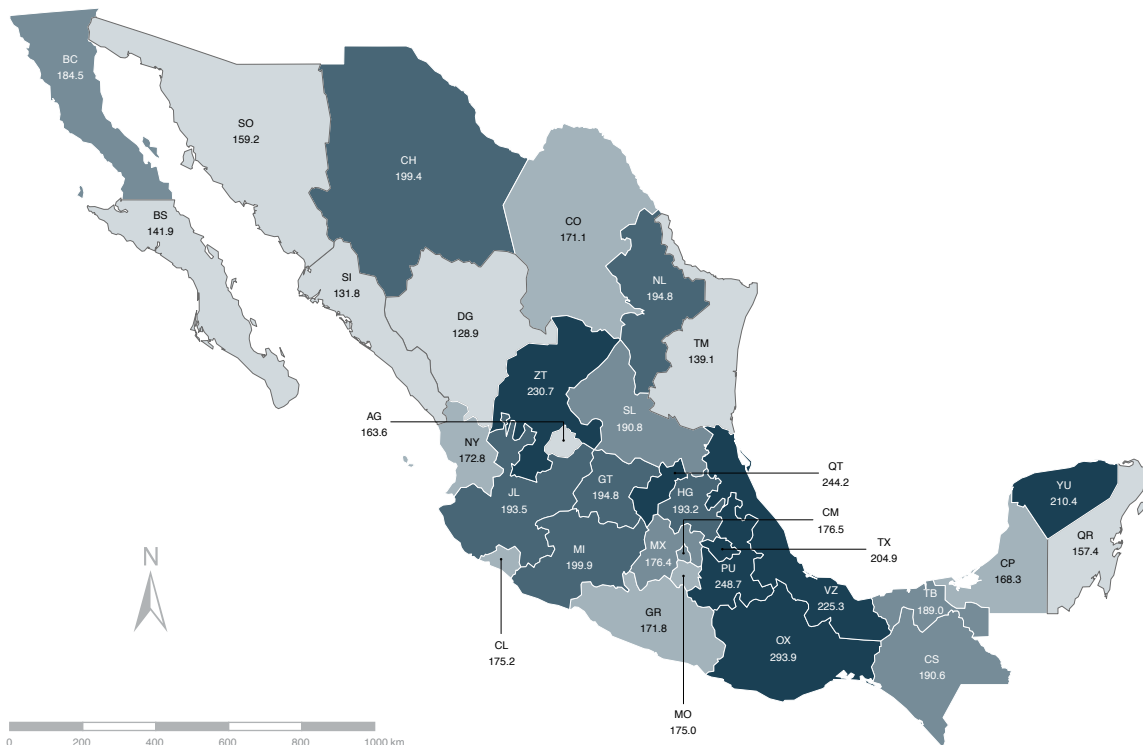 BC
184.5
SO
159.2
CH
199.4
BS
141.9
CO
171.1
SI
131.8
NL
194.8
DG
128.9
TM
139.1
ZT
230.7
SL
190.8
AG
163.6
NY
172.8
QT
244.2
GT
194.8
JL
193.5
HG
193.2
YU
210.4
CM
176.5
QR
157.4
TX
204.9
MI
199.9
MX
176.4
PU
248.7
CP
168.3
VZ
225.3
TB
189.0
GR
171.8
OX
293.9
CS
190.6
CL
175.2
MO
175.0
N
0 200 400 600 800 1000 km